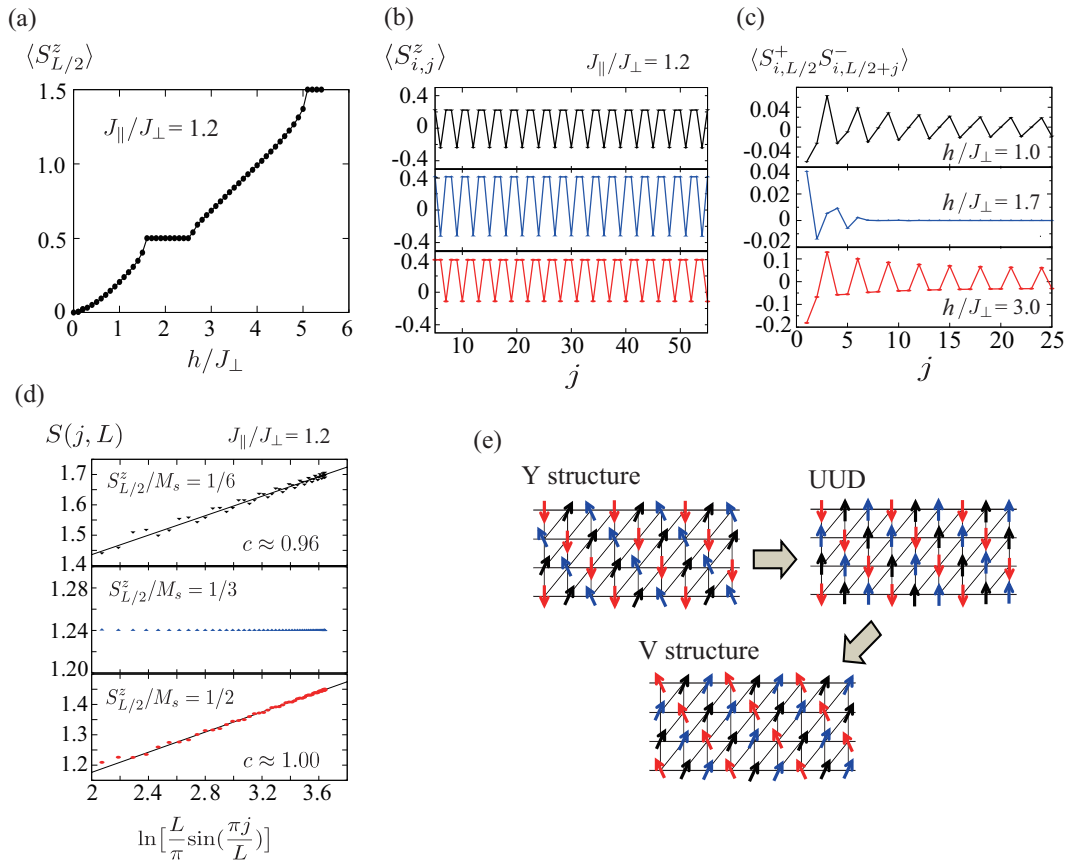 (a)
⟨S^z_{L/2}⟩
1.5
1.0
0.5
0
J_∥/J_⊥ = 1.2
0 1 2 3 4 5 6
h/J_⊥
(b)
⟨S^z_{i,j}⟩
J_∥/J_⊥ = 1.2
0.4
0
-0.4
0.4
0
-0.4
0.4
0
-0.4
10 20 30 40 50
j
(c)
⟨S^+_{i,L/2} S^-_{i,L/2+j}⟩
0.04
0
-0.04
h/J_⊥ = 1.0
0.04
0.02
0
-0.02
h/J_⊥ = 1.7
0.1
0
-0.1
-0.2
h/J_⊥ = 3.0
0 5 10 15 20 25
j
(d)
S(j, L)
J_∥/J_⊥ = 1.2
1.7
1.6
1.5
1.4
S^z_{L/2}/M_s = 1/6
c ≈ 0.96
1.28
1.24
1.20
S^z_{L/2}/M_s = 1/3
1.4
1.3
1.2
S^z_{L/2}/M_s = 1/2
c ≈ 1.00
2 2.4 2.8 3.2 3.6
ln[L/π sin(πj/L)]
(e)
Y structure
UUD
V structure